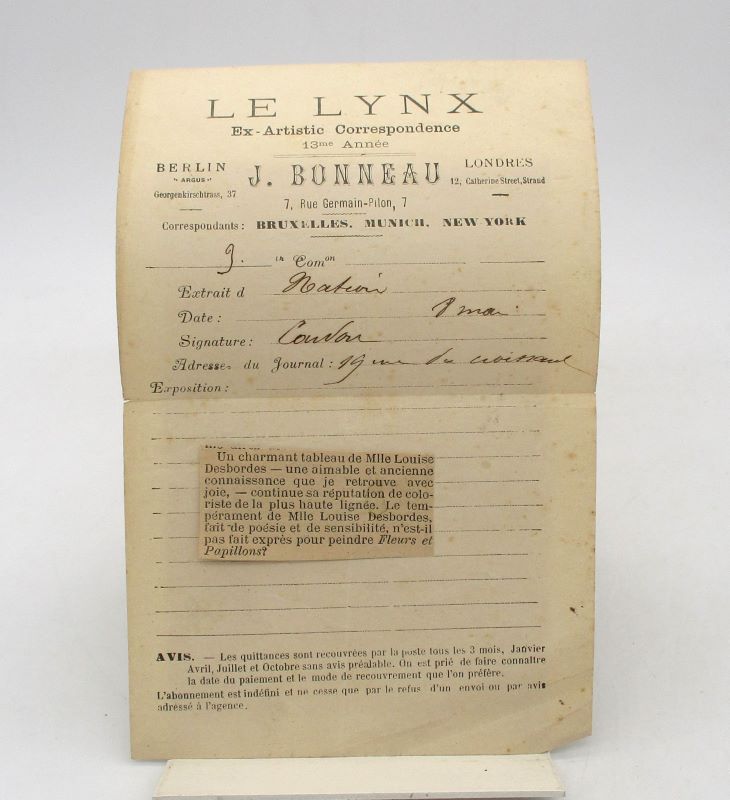 LE LYNX
Ex-Artistic Correspondence
13me Année
BERLIN
"ARGUS"
Georgenkirchtrass, 37
J. BONNEAU
LONDRES
12, Catherine Street, Strand
7, Rue Germain-Pilon, 7
Correspondants: BRUXELLES. MUNICH. NEW-YORK
Comon
Extrait d Nation
Date: 8 mai
Signature:
Adresse du Journal: 19 rue du croissant
Exposition:
Un charmant tableau de Mlle Louise
Desbordes — une aimable et ancienne
connaissance que je retrouve avec
joie, — continue sa réputation de colo-
riste de la plus haute lignée. Le tem-
pérament de Mlle Louise Desbordes,
fait de poésie et de sensibilité, n'est-il
pas fait exprès pour peindre Fleurs et
Papillons?
AVIS. — Les quittances sont recouvrées par la poste tous les 3 mois, Janvier
Avril, Juillet et Octobre sans avis préalable. On est prié de faire connaître
la date du paiement et le mode de recouvrement que l'on préfère.
L'abonnement est indéfini et ne cesse que par le refus d'un envoi ou par avis
adressé à l'agence.